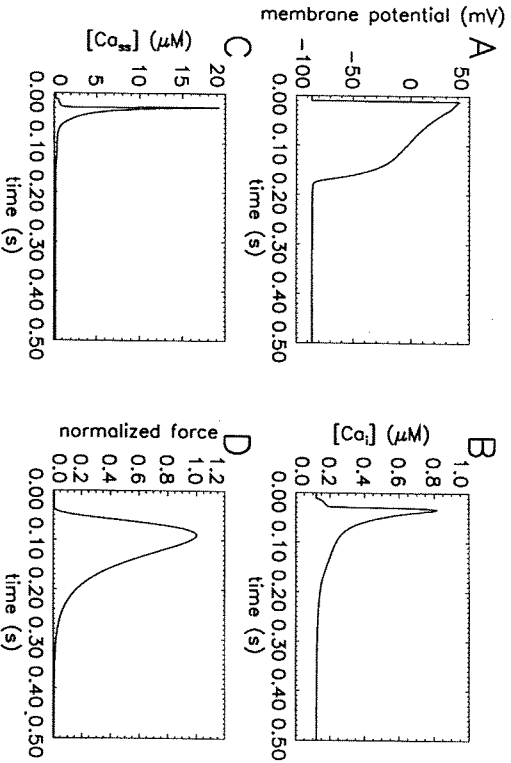 A
membrane potential (mV)
50
0
-50
-100
0.00 0.10 0.20 0.30 0.40 0.50
B
[Ca_i] (μM)
1.0
0.8
0.6
0.4
0.2
0.0
0.00 0.10 0.20 0.30 0.40 0.50
time (s)
C
[Ca_ss] (μM)
20
15
10
5
0
0.00 0.10 0.20 0.30 0.40 0.50
time (s)
D
normalized force
1.2
1.0
0.8
0.6
0.4
0.2
0.0
0.00 0.10 0.20 0.30 0.40 0.50
time (s)